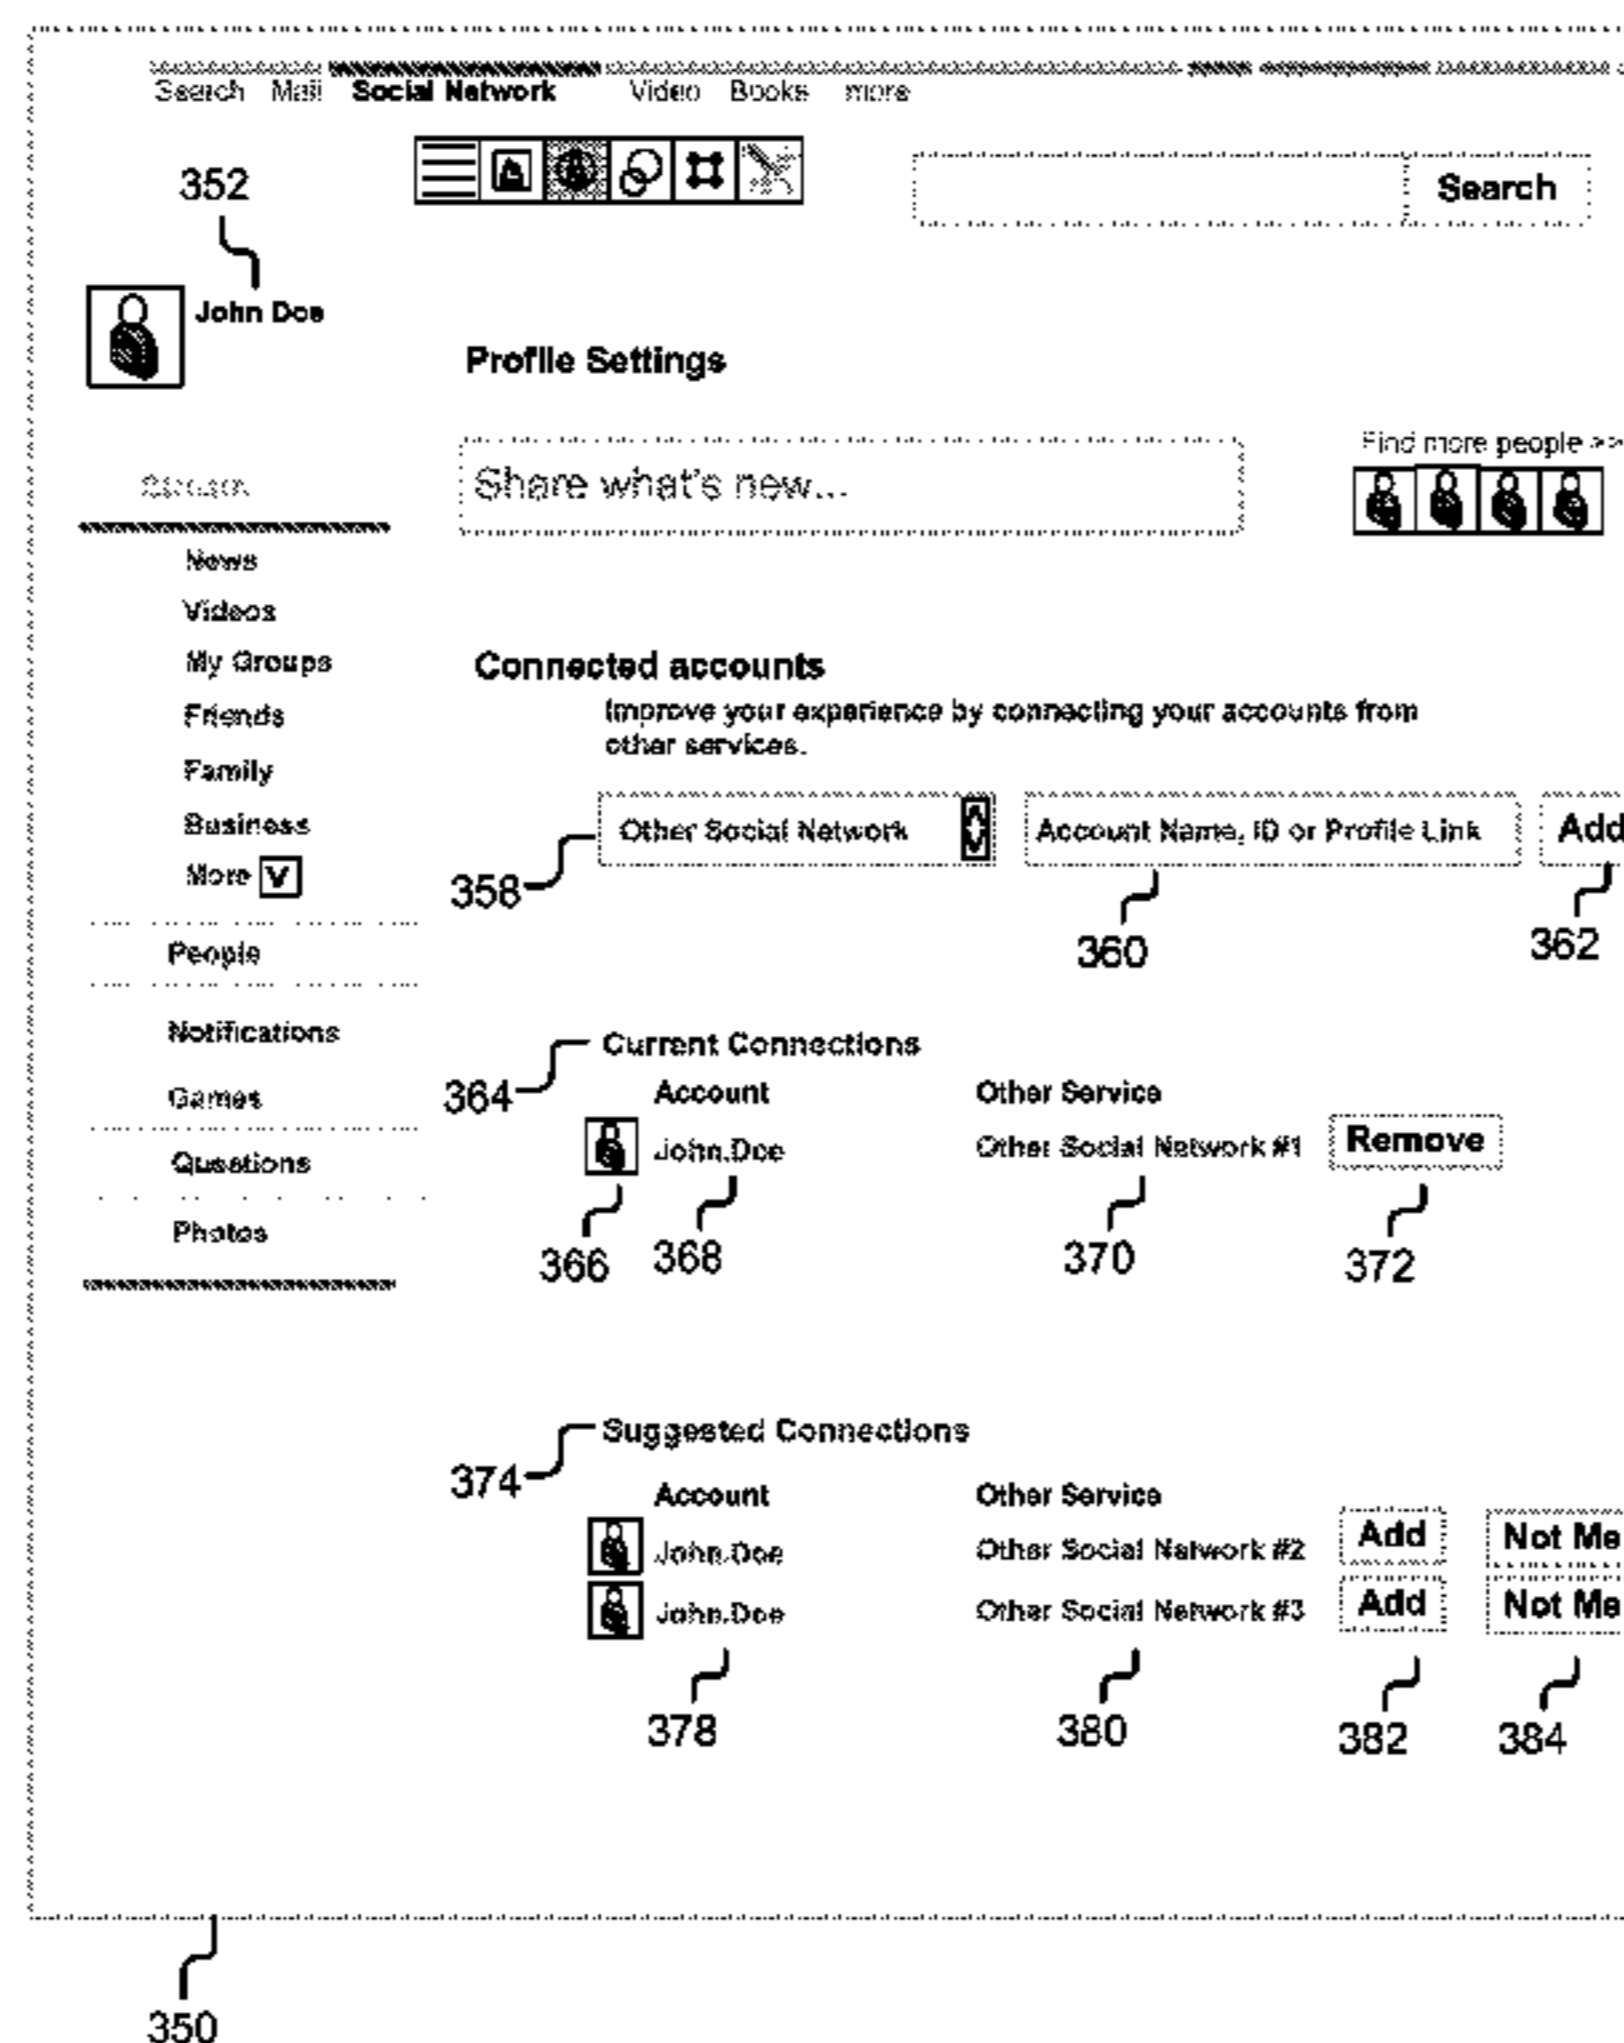 Search Mail Social Network Video Books more
352
Search
John Doe
Profile Settings
Find more people >>
Share what's new...
Stream
News
Videos
My Groups
Friends
Family
Business
More V
People
Notifications
Games
Questions
Photos
Connected accounts
Improve your experience by connecting your accounts from
other services.
Other Social Network Account Name, ID or Profile Link Add
358
360
362
Current Connections
364
Account Other Service
John.Doe Other Social Network #1 Remove
366 368 370 372
Suggested Connections
374
Account Other Service
John.Doe Other Social Network #2 Add Not Me
John.Doe Other Social Network #3 Add Not Me
378 380 382 384
350